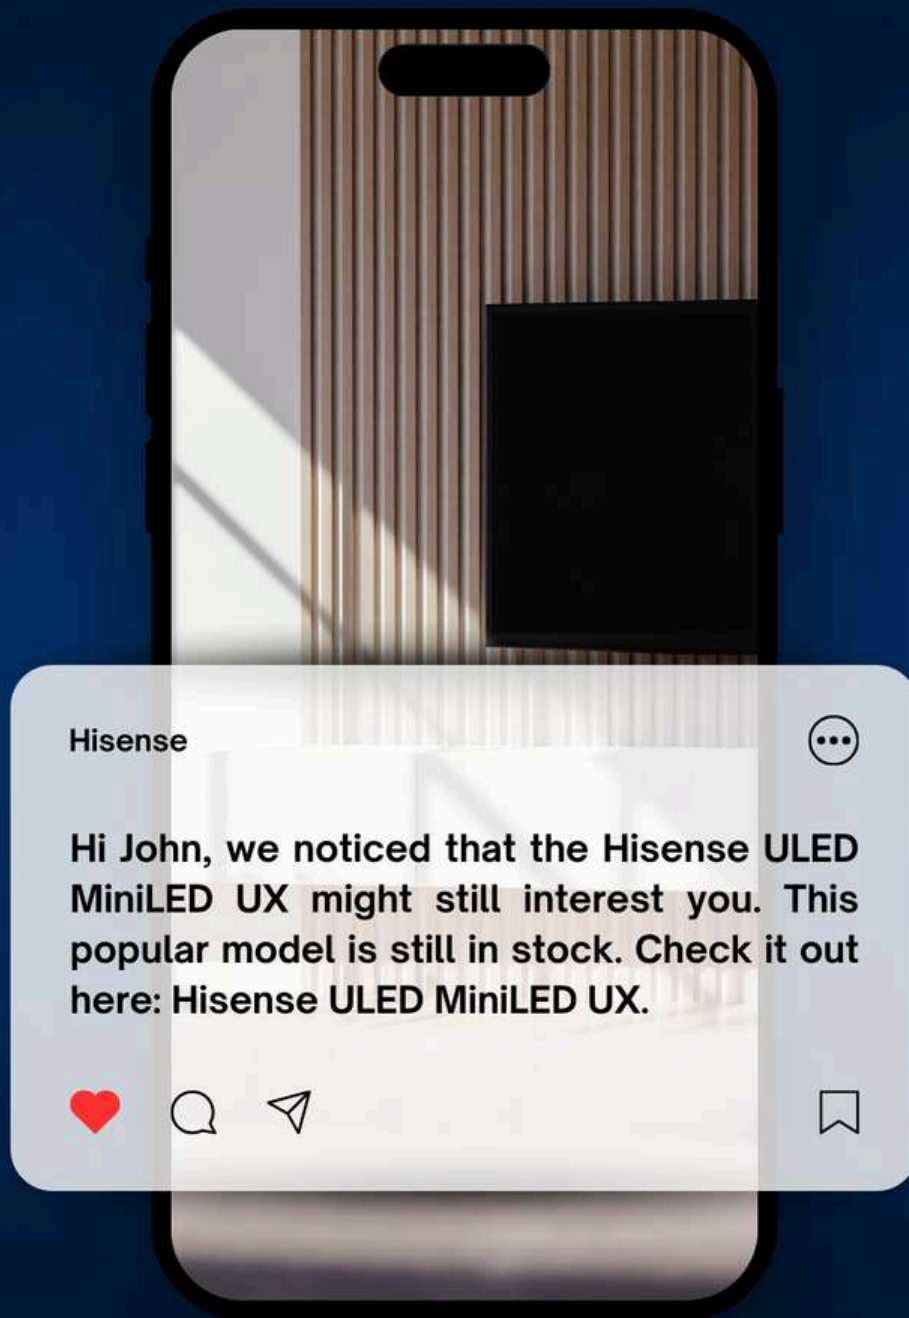 Hisense
Hi John, we noticed that the Hisense ULED
MiniLED UX might still interest you. This
popular model is still in stock. Check it out
here: Hisense ULED MiniLED UX.